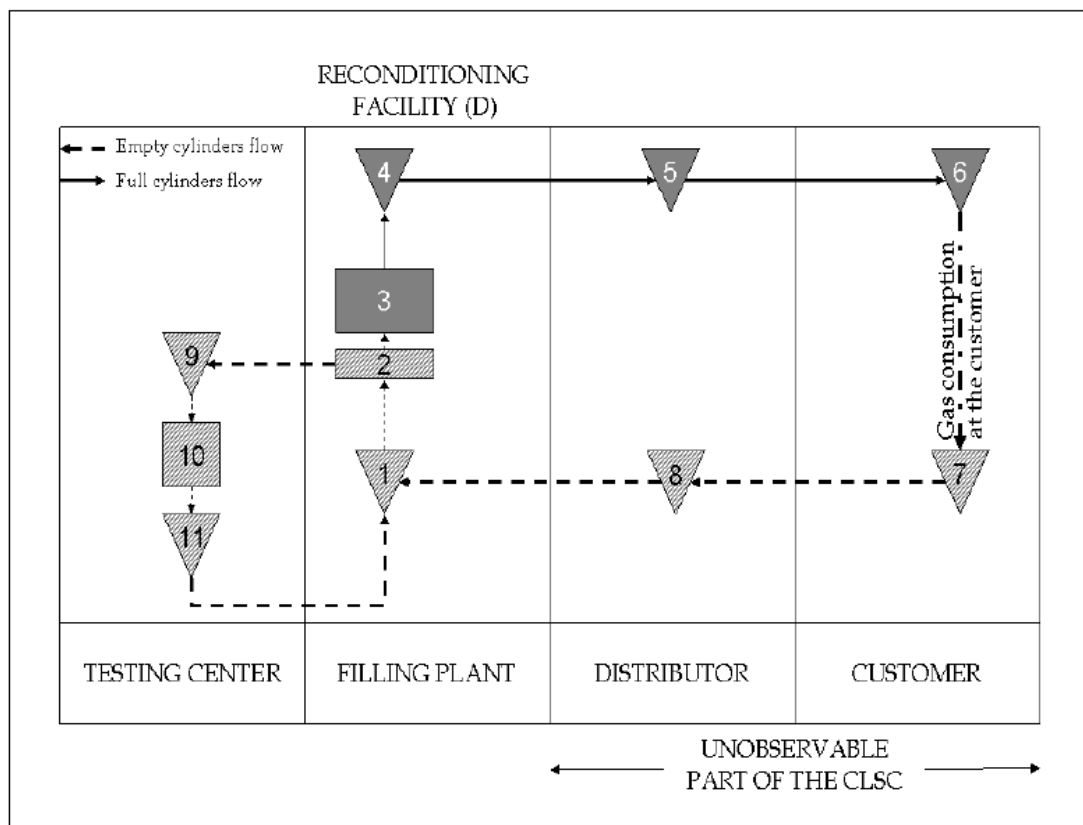 RECONDITIONING
FACILITY (D)
Empty cylinders flow
Full cylinders flow
4
5
6
3
Gas consumption
at the customer
9
2
10
1
8
7
11
TESTING CENTER
FILLING PLANT
DISTRIBUTOR
CUSTOMER
UNOBSERVABLE
PART OF THE CLSC